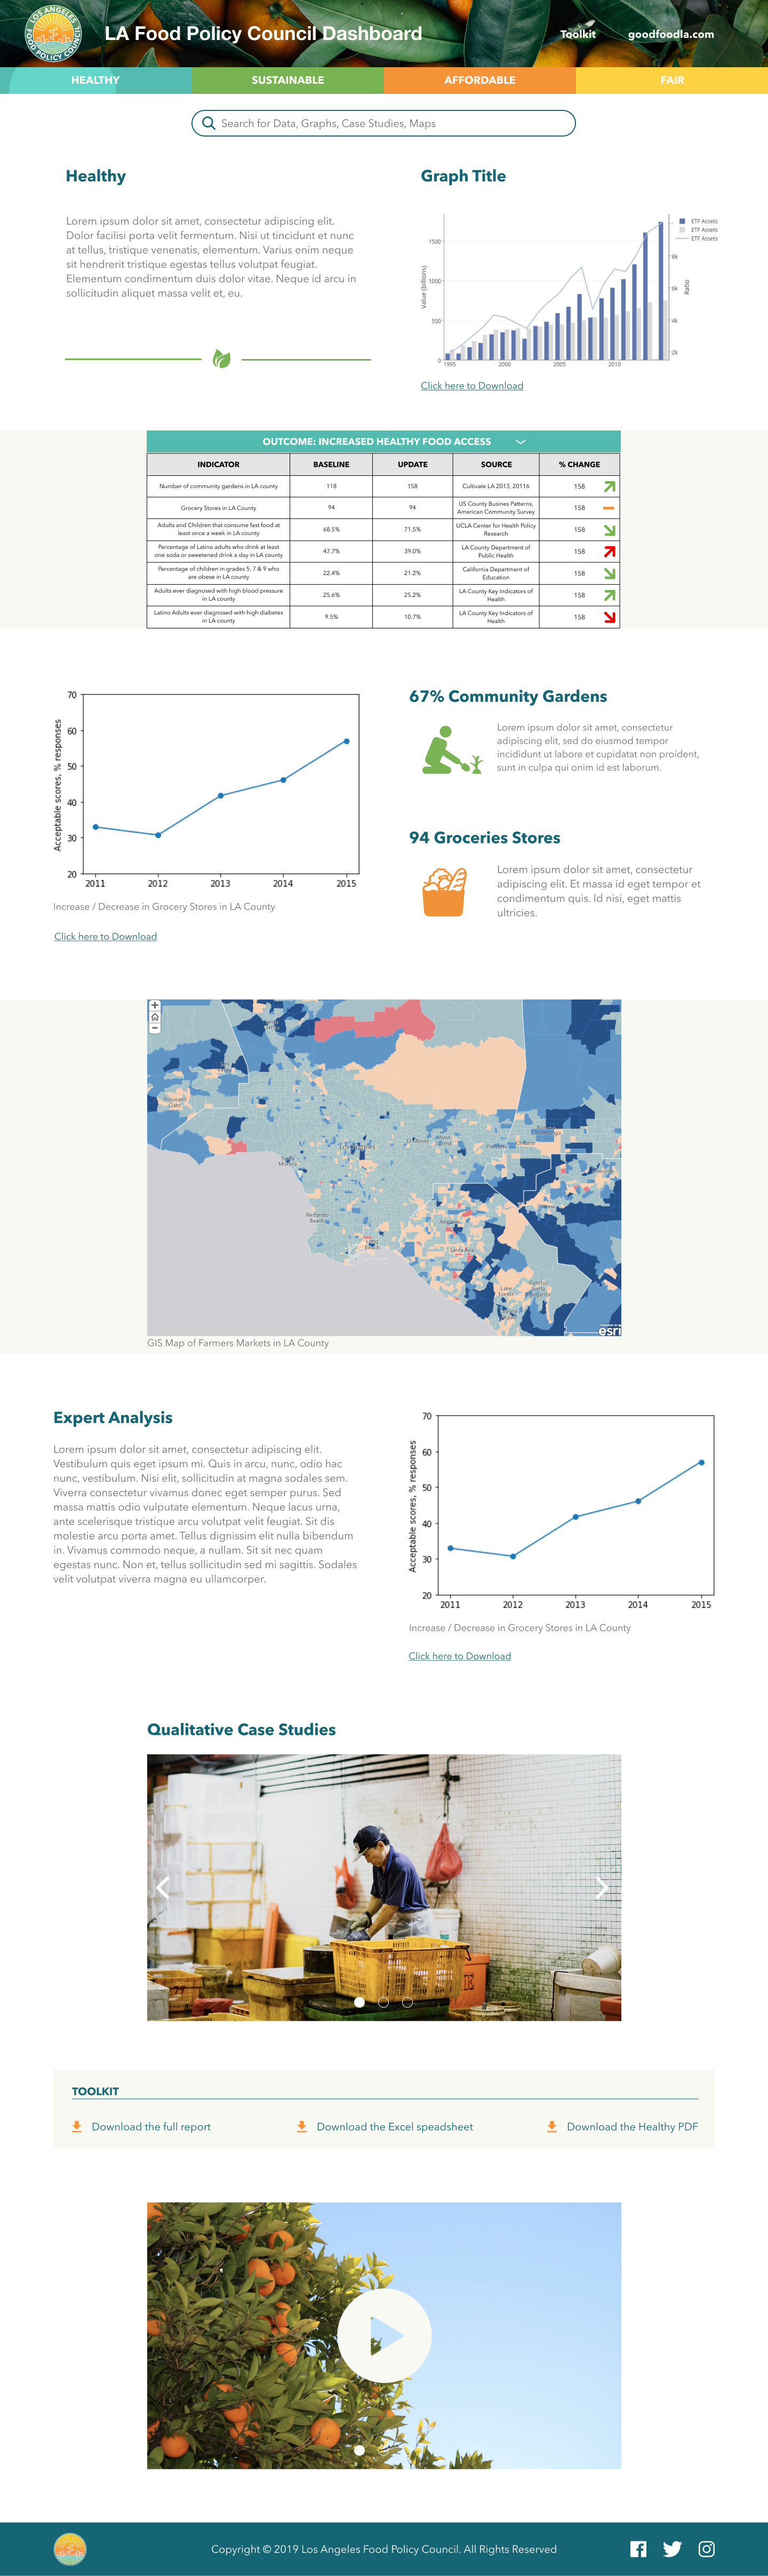 LOS ANGELES
FOOD POLICY COUNCIL
LA Food Policy Council Dashboard
Toolkit
goodfoodla.com
HEALTHY
SUSTAINABLE
AFFORDABLE
FAIR
Search for Data, Graphs, Case Studies, Maps
Healthy
Lorem ipsum dolor sit amet, consectetur adipiscing elit.
Dolor facilisi porta velit fermentum. Nisi ut tincidunt et nunc
at tellus, tristique venenatis, elementum. Varius enim neque
sit hendrerit tristique egestas tellus volutpat feugiat.
Elementum condimentum duis dolor vitae. Neque id arcu in
sollicitudin aliquet massa velit et, eu.
Graph Title
ETF Assets
ETF Assets
ETF Assets
Value (billions)
1500
1000
500
0
8k
6k
4k
2k
Ratio
1995
2000
2005
2010
Click here to Download
OUTCOME: INCREASED HEALTHY FOOD ACCESS
INDICATOR BASELINE UPDATE SOURCE % CHANGE
Number of community gardens in LA county 118 158 Cultivate LA 2013, 20116 158
Grocery Stores in LA County 94 94 US County Busines Patterns, 158
American Community Survey
Adults and Children that consume fast food at 68.5% 71.5% UCLA Center for Health Policy 158
least once a week in LA county Research
Percentage of Latino adults who drink at least 47.7% 39.0% LA County Department of 158
one soda or sweetened drink a day in LA county Public Health
Percentage of children in grades 5, 7 & 9 who 22.4% 21.2% California Department of 158
are obese in LA county Education
Adults ever diagnosed with high blood pressure 25.6% 25.2% LA County Key Indicators of 158
in LA county Health
Latino Adults ever diagnosed with high diabetes 9.5% 10.7% LA County Key Indicators of 158
in LA county Health
Acceptable scores, % responses
70
60
50
40
30
20
2011 2012 2013 2014 2015
Increase / Decrease in Grocery Stores in LA County
Click here to Download
67% Community Gardens
Lorem ipsum dolor sit amet, consectetur
adipiscing elit, sed do eiusmod tempor
incididunt ut labore et cupidatat non proident,
sunt in culpa qui onim id est laborum.
94 Groceries Stores
Lorem ipsum dolor sit amet, consectetur
adipiscing elit. Et massa id eget tempor et
condimentum quis. Id nisi, eget mattis
ultricies.
Thousand
Oaks
Los Angeles
Santa
Monica
El Monte
West
Covina
Pomona
Ontario
Redondo
Beach
Long
Beach
Anaheim
Santa Ana
Lake
Forest
Rancho
Santa
Margarita
esri
GIS Map of Farmers Markets in LA County
Expert Analysis
Lorem ipsum dolor sit amet, consectetur adipiscing elit.
Vestibulum quis eget ipsum mi. Quis in arcu, nunc, odio hac
nunc, vestibulum. Nisi elit, sollicitudin at magna sodales sem.
Viverra consectetur vivamus donec eget semper purus. Sed
massa mattis odio vulputate elementum. Neque lacus urna,
ante scelerisque tristique arcu volutpat velit feugiat. Sit dis
molestie arcu porta amet. Tellus dignissim elit nulla bibendum
in. Vivamus commodo neque, a nullam. Sit sit nec quam
egestas nunc. Non et, tellus sollicitudin sed mi sagittis. Sodales
velit volutpat viverra magna eu ullamcorper.
Acceptable scores, % responses
70
60
50
40
30
20
2011 2012 2013 2014 2015
Increase / Decrease in Grocery Stores in LA County
Click here to Download
Qualitative Case Studies
TOOLKIT
Download the full report
Download the Excel speadsheet
Download the Healthy PDF
Copyright © 2019 Los Angeles Food Policy Council. All Rights Reserved